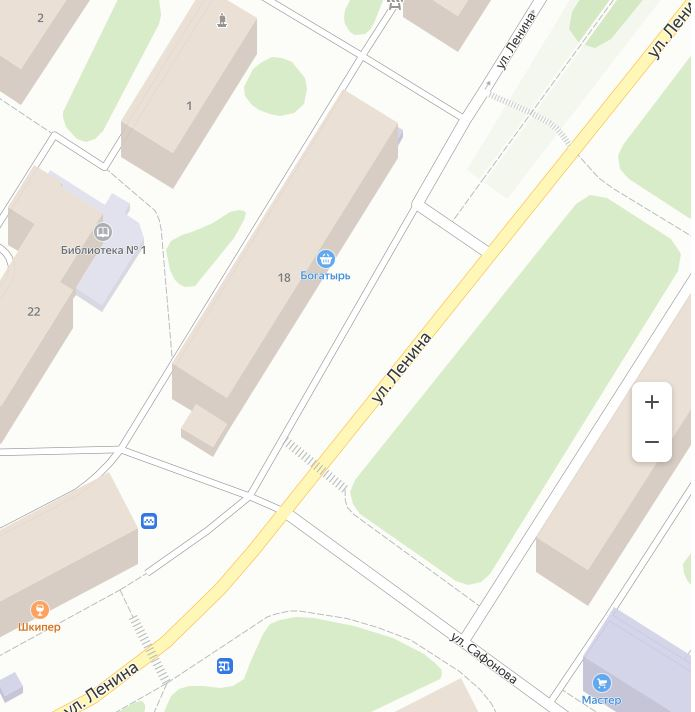 2
1
ул. Ленина
ул. Лени
Библиотека № 1
18
Богатырь
22
ул. Ленина
+
−
Шкипер
ул. Сафонова
ул. Ленина
Мастер